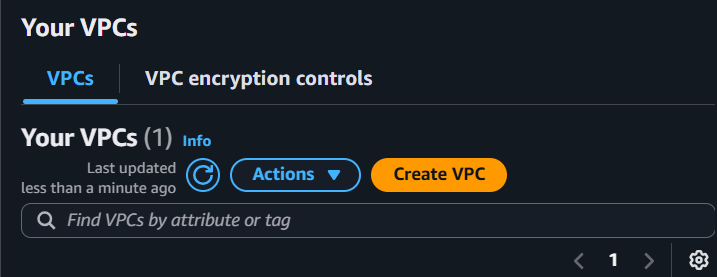 Your VPCs
VPCs
VPC encryption controls
Your VPCs (1) Info
Last updated
less than a minute ago
Actions
Create VPC
Find VPCs by attribute or tag
1